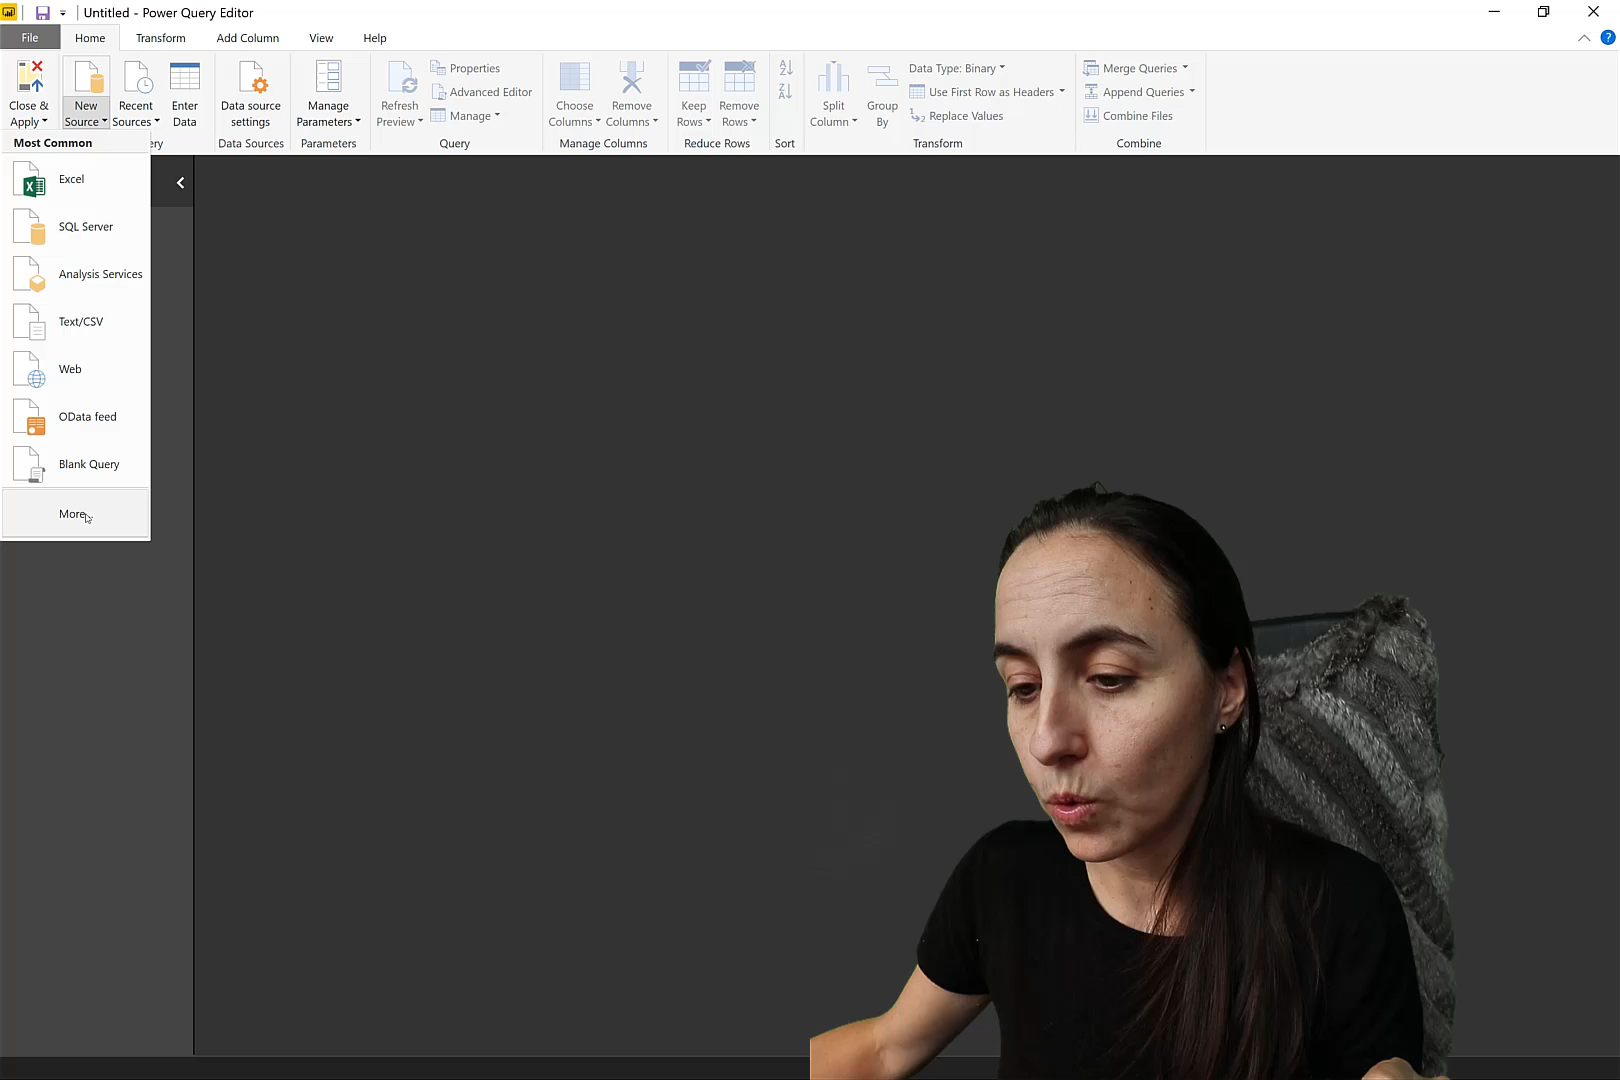 Untitled - Power Query Editor
File Home Transform Add Column View Help
Close & Apply
New Source
Recent Sources
Enter Data
Data source settings
Manage Parameters
Refresh Preview
Properties
Advanced Editor
Manage
Choose Columns
Remove Columns
Keep Rows
Remove Rows
Split Column
Group By
Data Type: Binary
Use First Row as Headers
Replace Values
Merge Queries
Append Queries
Combine Files
ery
Data Sources
Parameters
Query
Manage Columns
Reduce Rows
Sort
Transform
Combine
Most Common
Excel
SQL Server
Analysis Services
Text/CSV
Web
OData feed
Blank Query
More